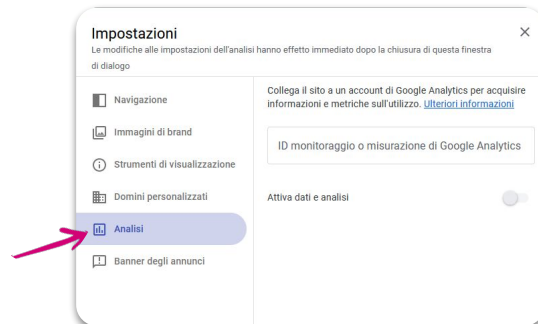 Impostazioni
Le modifiche alle impostazioni dell'analisi hanno effetto immediato dopo la chiusura di questa finestra
di dialogo
Navigazione
Immagini di brand
Strumenti di visualizzazione
Domini personalizzati
Analisi
Banner degli annunci
Collega il sito a un account di Google Analytics per acquisire
informazioni e metriche sull'utilizzo. Ulteriori informazioni
ID monitoraggio o misurazione di Google Analytics
Attiva dati e analisi